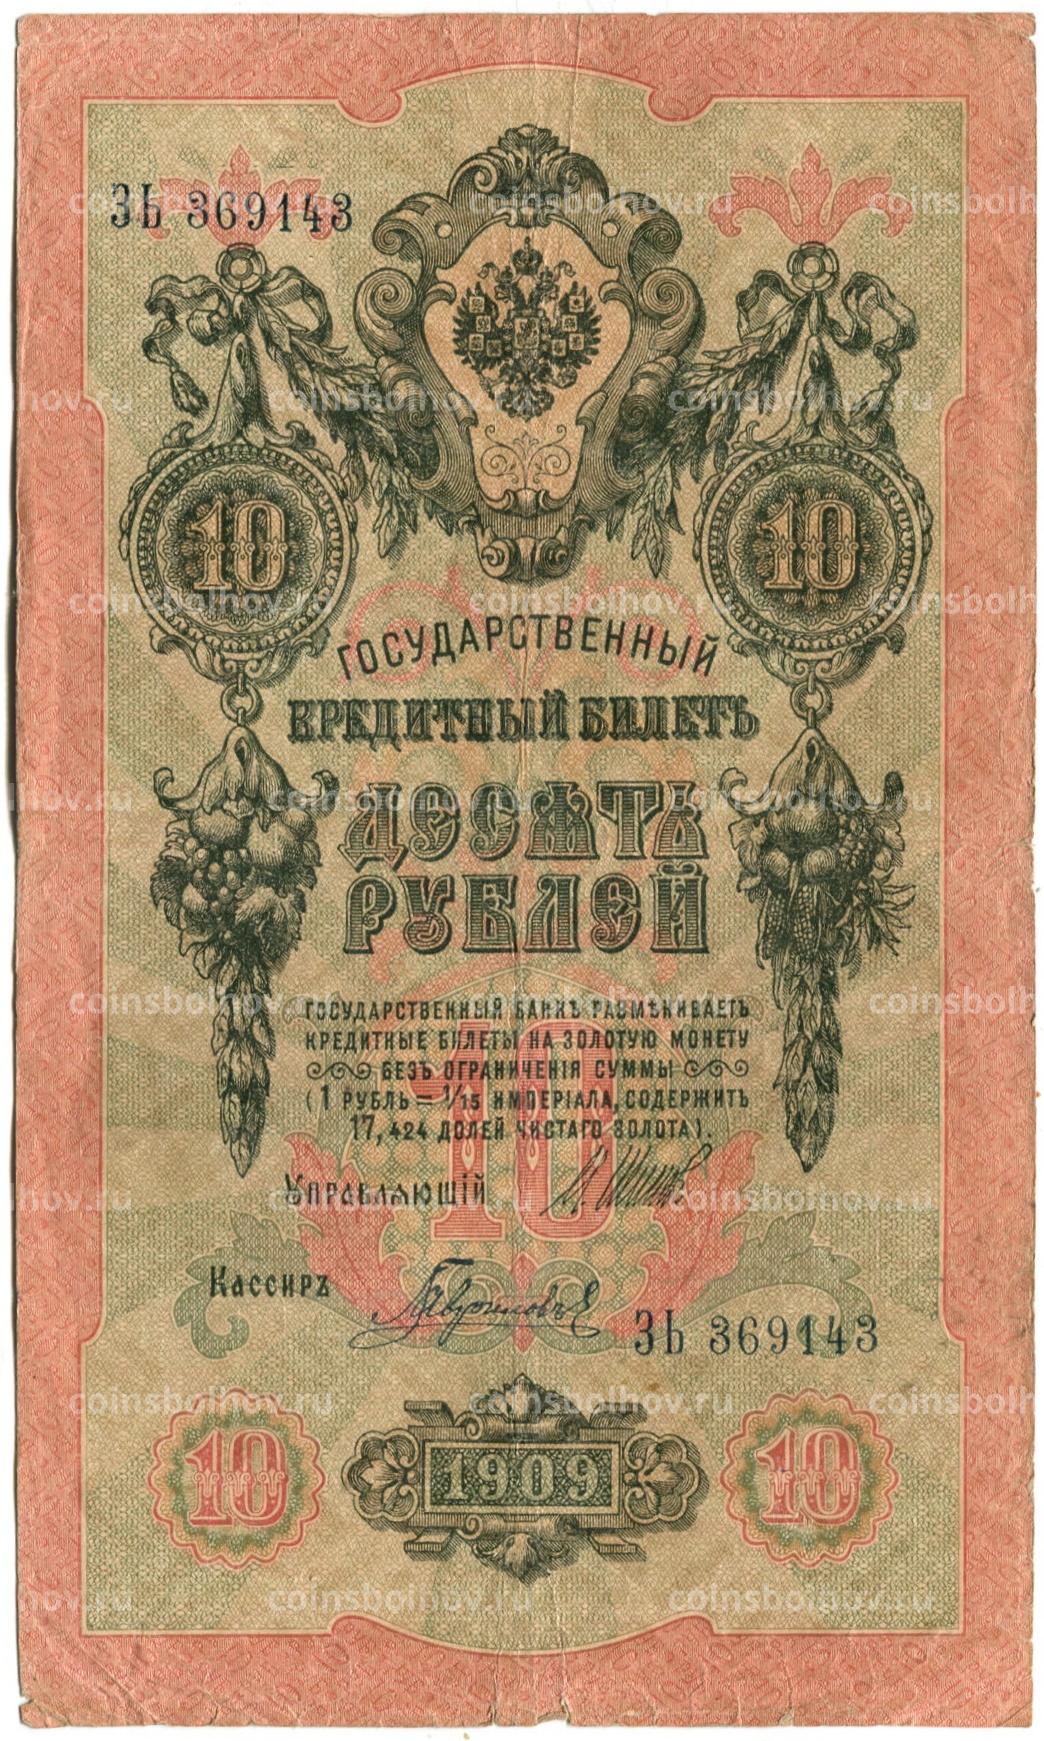 ЗЬ 369143
10 10
ГОСУДАРСТВЕННЫЙ
КРЕДИТНЫЙ БИЛЕТЪ
ДЕСЯТЬ
РУБЛЕЙ
ГОСУДАРСТВЕННЫЙ БАНКЪ РАЗМѢНИВАЕТЪ
КРЕДИТНЫЕ БИЛЕТЫ НА ЗОЛОТУЮ МОНЕТУ
БЕЗЪ ОГРАНИЧЕНІЯ СУММЫ
(1 РУБЛЬ = 1/15 ИМПЕРІАЛА, СОДЕРЖИТЪ
17,424 ДОЛЕЙ ЧИСТАГО ЗОЛОТА).
10
УПРАВЛЯЮЩІЙ
КАССИРЪ
ЗЬ 369143
10 1909 10
coinsbolhov.ru